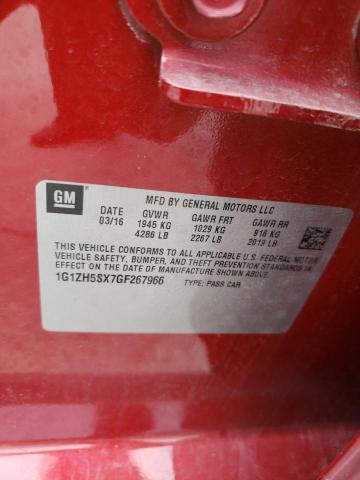 GM
MFD BY GENERAL MOTORS LLC
DATE GVWR GAWR FRT GAWR RR
03/16 1945 KG 1029 KG 916 KG
4286 LB 2267 LB 2019 LB
THIS VEHICLE CONFORMS TO ALL APPLICABLE U.S. FEDERAL MOTOR
VEHICLE SAFETY, BUMPER, AND THEFT PREVENTION STANDARDS
IN EFFECT ON THE DATE OF MANUFACTURE SHOWN ABOVE.
1G1ZH5SX7GF267966 TYPE: PASS CAR